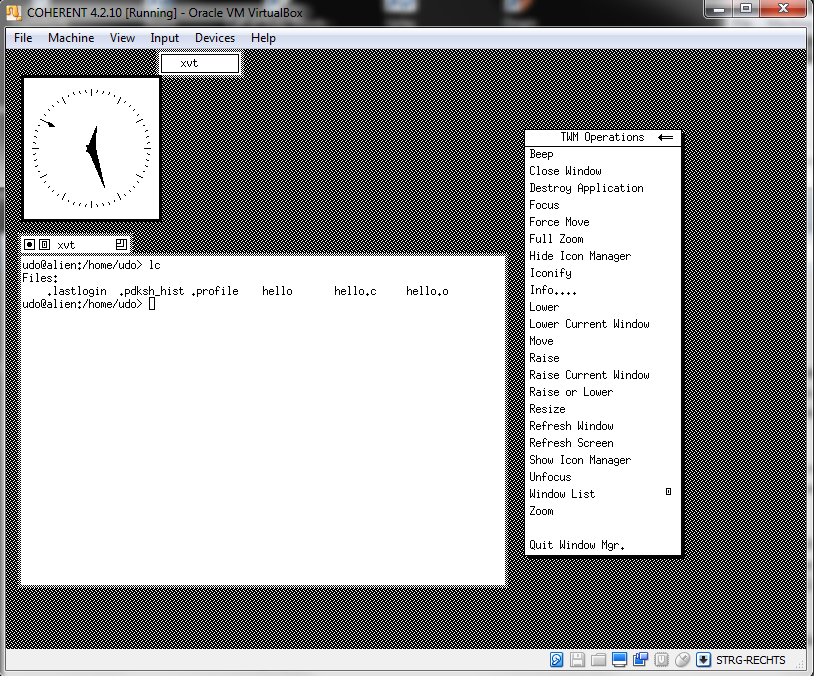 COHERENT 4.2.10 [Running] - Oracle VM VirtualBox
File Machine View Input Devices Help
xvt
TWM Operations
Beep
Close Window
Destroy Application
Focus
Force Move
Full Zoom
Hide Icon Manager
Iconify
Info....
Lower
Lower Current Window
Move
Raise
Raise Current Window
Raise or Lower
Resize
Refresh Window
Refresh Screen
Show Icon Manager
Unfocus
Window List
Zoom
Quit Window Mgr.
xvt
udo@alien:/home/udo> lc
Files:
.lastlogin .pdksh_hist .profile hello hello.c hello.o
udo@alien:/home/udo>
STRG-RECHTS